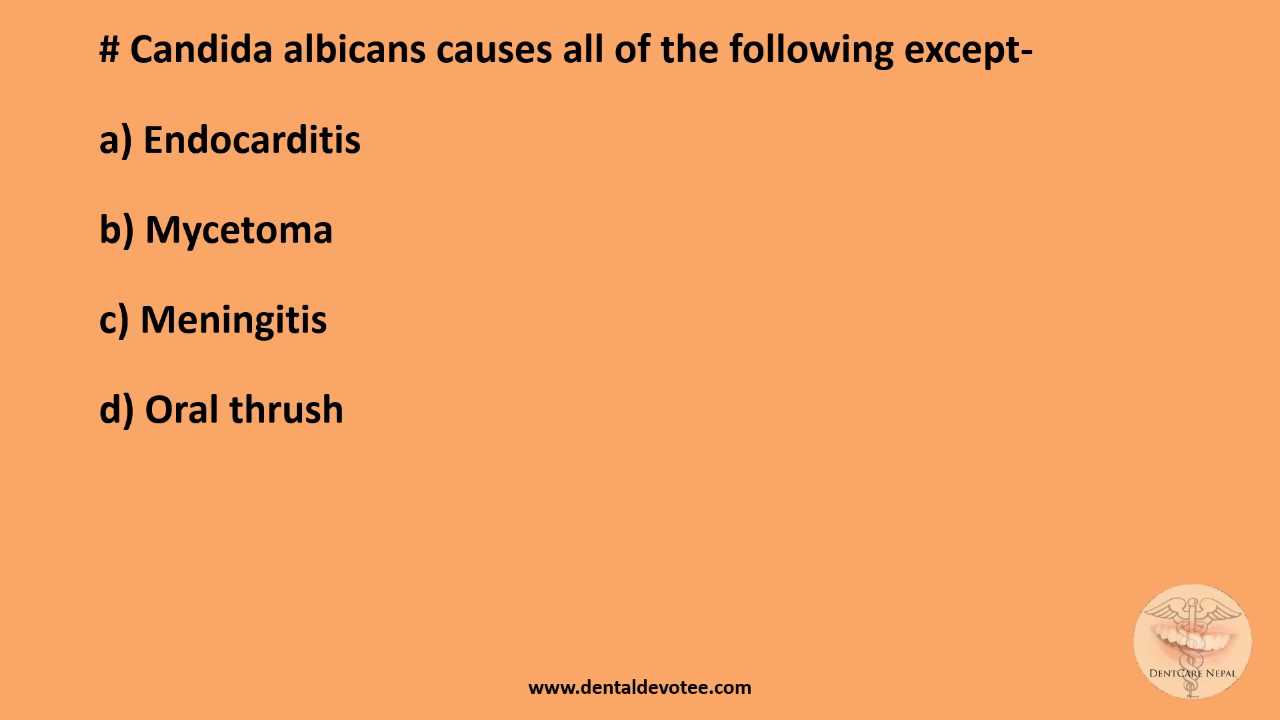 # Candida albicans causes all of the following except-
a) Endocarditis
b) Mycetoma
c) Meningitis
d) Oral thrush
DENTCARE NEPAL
www.dentaldevotee.com